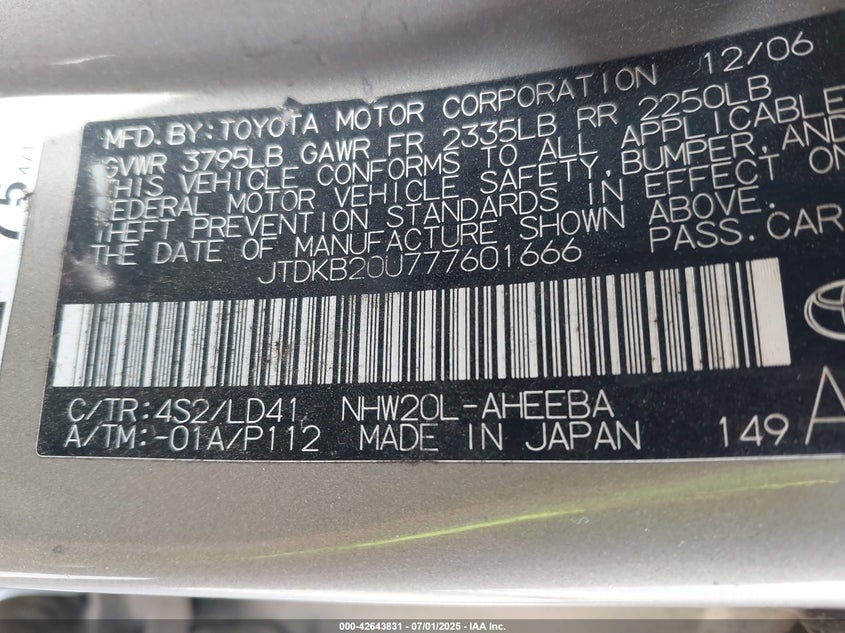 12/06
MFD.BY:TOYOTA MOTOR CORPORATION
GVWR 3795LB GAWR FR 2335LB RR 2250LB
THIS VEHICLE CONFORMS TO ALL APPLICABLE
FEDERAL MOTOR VEHICLE SAFETY,BUMPER,AND
THEFT PREVENTION STANDARDS IN EFFECT ON
THE DATE OF MANUFACTURE SHOWN ABOVE.
JTDKB20U777601666 PASS.CAR
C/TR:4S2/LD41 NHW20L-AHEEBA
A/TM:-01A/P112 MADE IN JAPAN 149 A
75
471
000-42643831 - 07/01/2025 - IAA Inc.